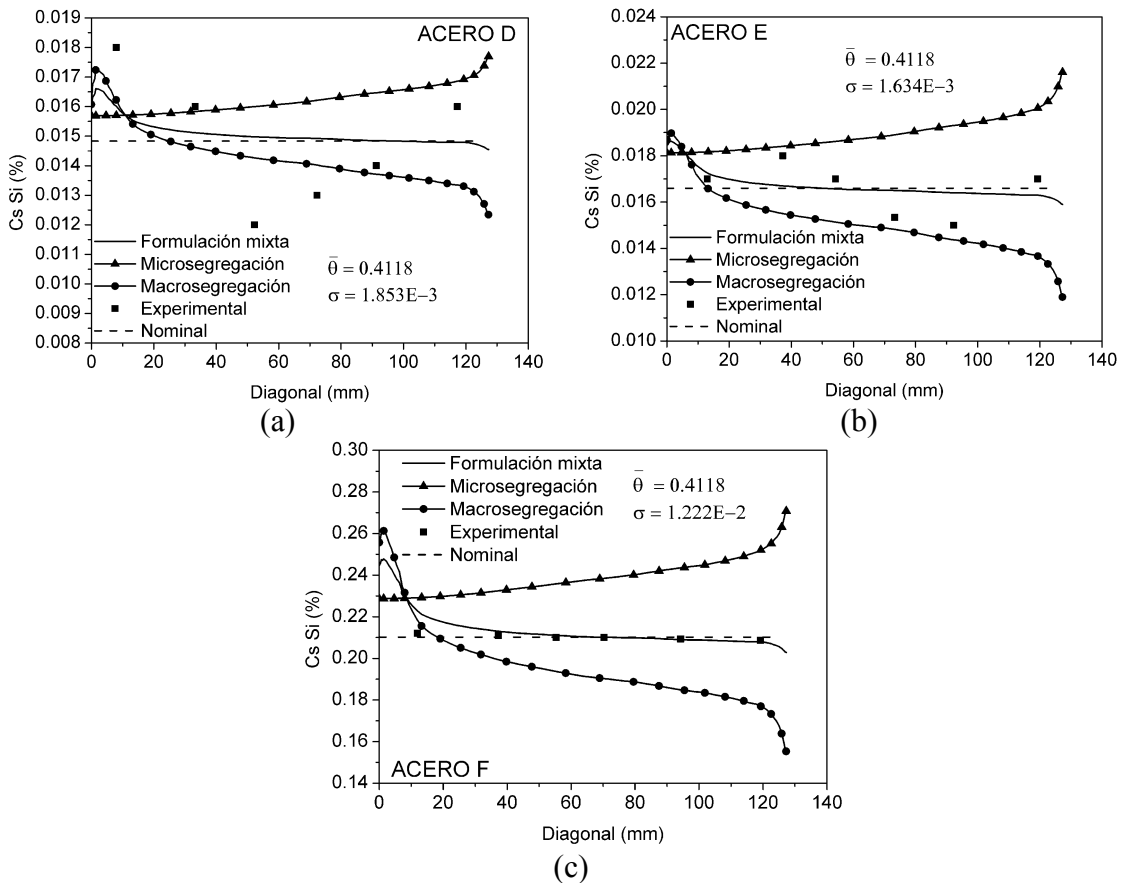 ACERO D
0.019
0.018
0.017
0.016
0.015
0.014
0.013
0.012
0.011
0.010
0.009
0.008
Cs Si (%)
Formulación mixta
Microsegregación
Macrosegregación
Experimental
Nominal
θ̄ = 0.4118
σ = 1.853E−3
0 20 40 60 80 100 120 140
Diagonal (mm)
(a)
ACERO E
0.024
0.022
0.020
0.018
0.016
0.014
0.012
0.010
Cs Si (%)
θ̄ = 0.4118
σ = 1.634E−3
Formulación mixta
Microsegregación
Macrosegregación
Experimental
Nominal
0 20 40 60 80 100 120 140
Diagonal (mm)
(b)
0.30
0.28
0.26
0.24
0.22
0.20
0.18
0.16
0.14
Cs Si (%)
Formulación mixta
Microsegregación
Macrosegregación
Experimental
Nominal
θ̄ = 0.4118
σ = 1.222E−2
ACERO F
0 20 40 60 80 100 120 140
Diagonal (mm)
(c)